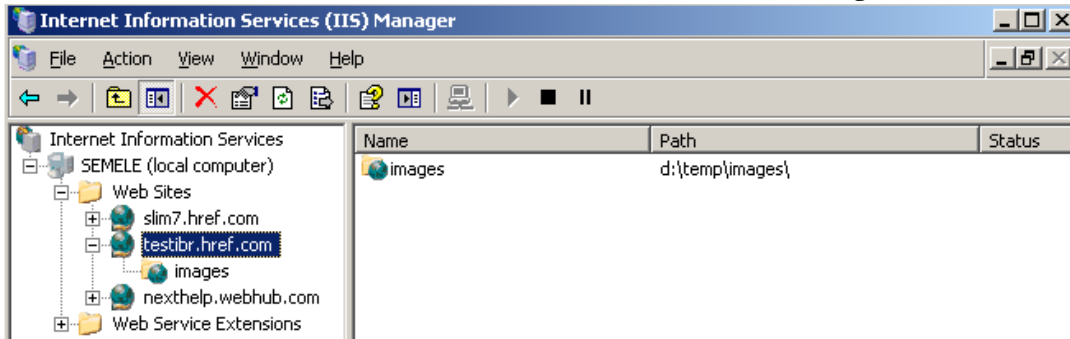 Internet Information Services (IIS) Manager
File Action View Window Help
Internet Information Services
SEMELE (local computer)
Web Sites
slim7.href.com
testibr.href.com
images
nexthelp.webhub.com
Web Service Extensions
Name Path Status
images d:\temp\images\